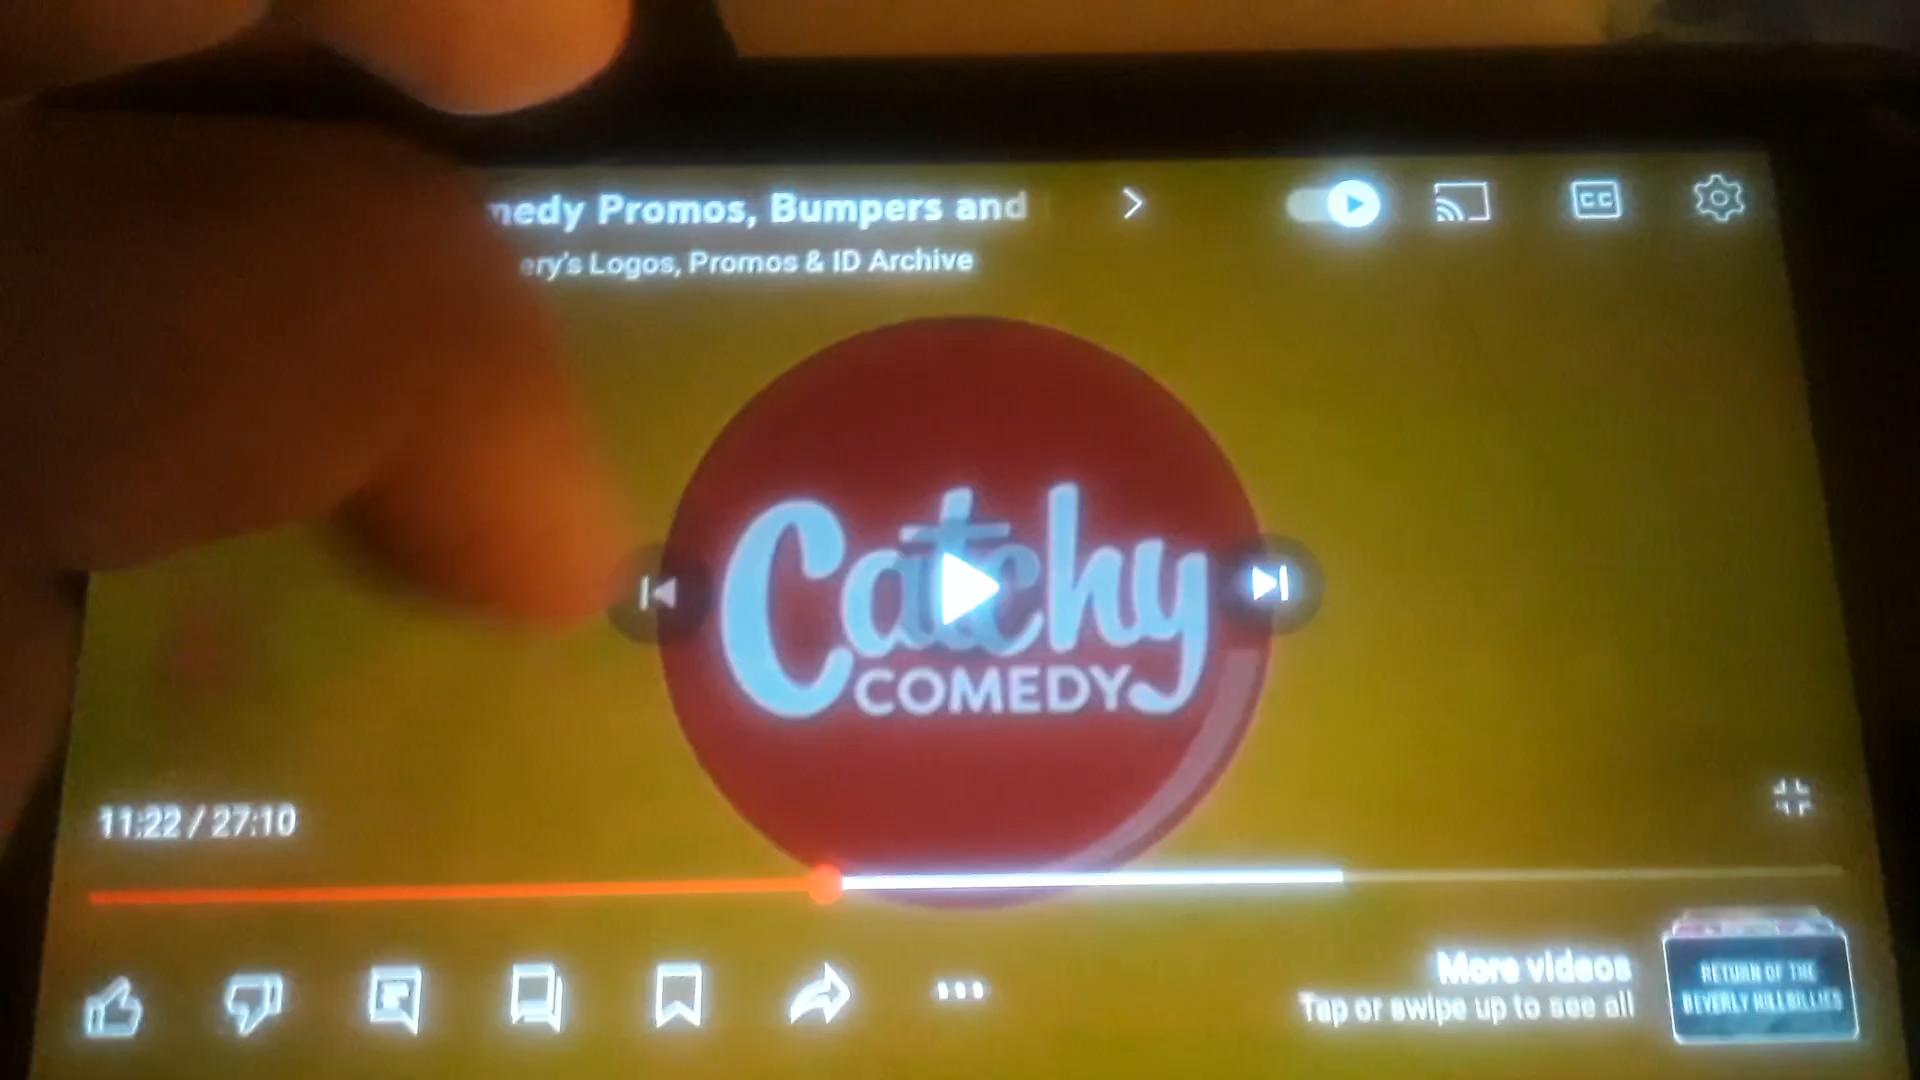 medy Promos, Bumpers and
ery's Logos, Promos & ID Archive
CC
Catchy
COMEDY
11:22 / 27:10
More videos
Tap or swipe up to see all
RETURN OF THE
BEVERLY HILLBILLIES